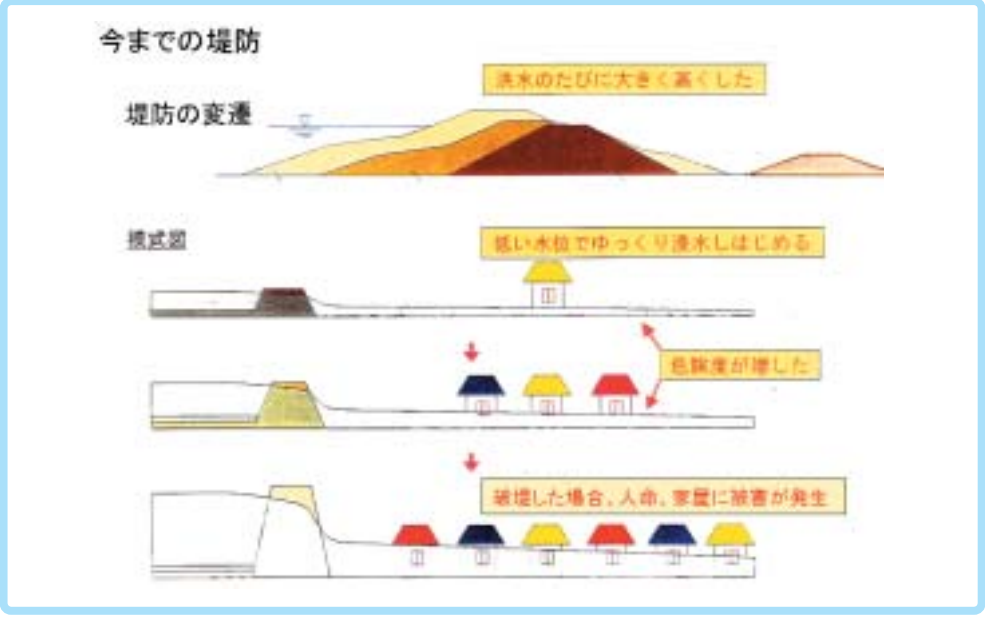 今までの堤防
洪水のたびに大きく高くした
堤防の変遷
模式図
低い水位でゆっくり浸水しはじめる
危険度が増した
破堤した場合、人命、家屋に被害が発生